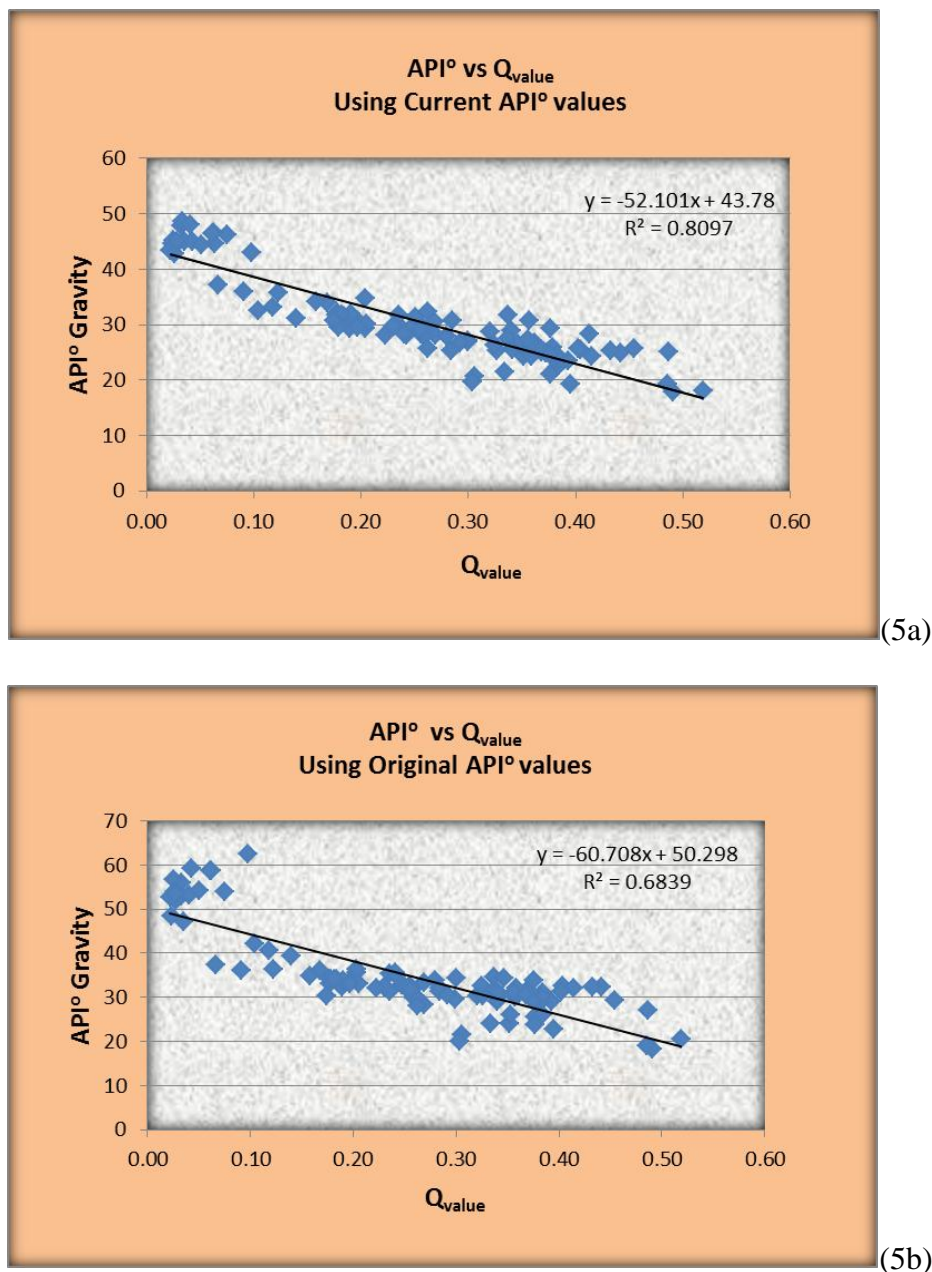 APIº vs Qvalue
Using Current APIº values
y = -52.101x + 43.78
R² = 0.8097
60
50
40
30
20
10
0
APIº Gravity
0.00 0.10 0.20 0.30 0.40 0.50 0.60
Qvalue
(5a)
APIº vs Qvalue
Using Original APIº values
y = -60.708x + 50.298
R² = 0.6839
70
60
50
40
30
20
10
0
APIº Gravity
0.00 0.10 0.20 0.30 0.40 0.50 0.60
Qvalue
(5b)